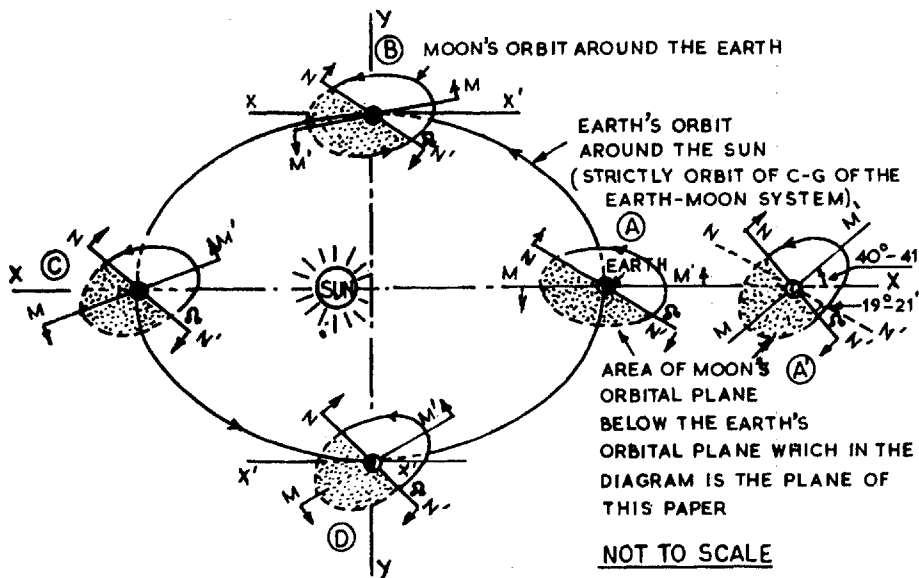 Y
B
MOON'S ORBIT AROUND THE EARTH
N
M
X
X'
M'
Ω
N'
EARTH'S ORBIT
AROUND THE SUN
(STRICTLY ORBIT OF C-G OF THE
EARTH-MOON SYSTEM)
A
N
EARTH
M
M'
Ω
N'
N
N
M'
40°-41
X
19°-21'
M
Ω
N'
N'
A'
C
N
M'
X
M
Ω
N'
SUN
AREA OF MOON'S
ORBITAL PLANE
BELOW THE EARTH'S
ORBITAL PLANE WHICH IN THE
DIAGRAM IS THE PLANE OF
THIS PAPER
N
M'
X'
X'
M
Ω
N'
D
Y
NOT TO SCALE